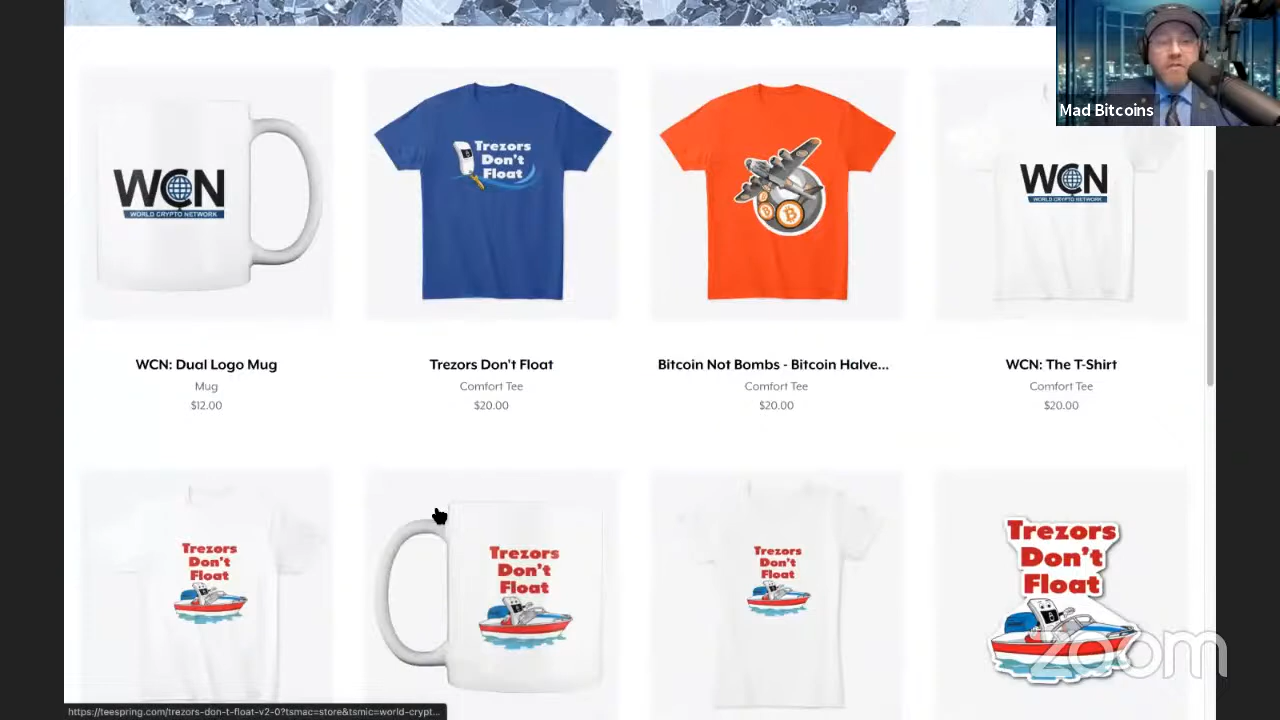 Mad Bitcoins
WCN
WORLD CRYPTO NETWORK
Trezors
Don't
Float
WCN
WORLD CRYPTO NETWORK
WCN: Dual Logo Mug
Mug
$12.00
Trezors Don't Float
Comfort Tee
$20.00
Bitcoin Not Bombs - Bitcoin Halve...
Comfort Tee
$20.00
WCN: The T-Shirt
Comfort Tee
$20.00
Trezors
Don't
Float
Trezors
Don't
Float
Trezors
Don't
Float
Trezors
Don't
Float
zoom
https://teespring.com/trezors-don-t-float-v2-0?tsmac=store&tsmic=world-crypt...